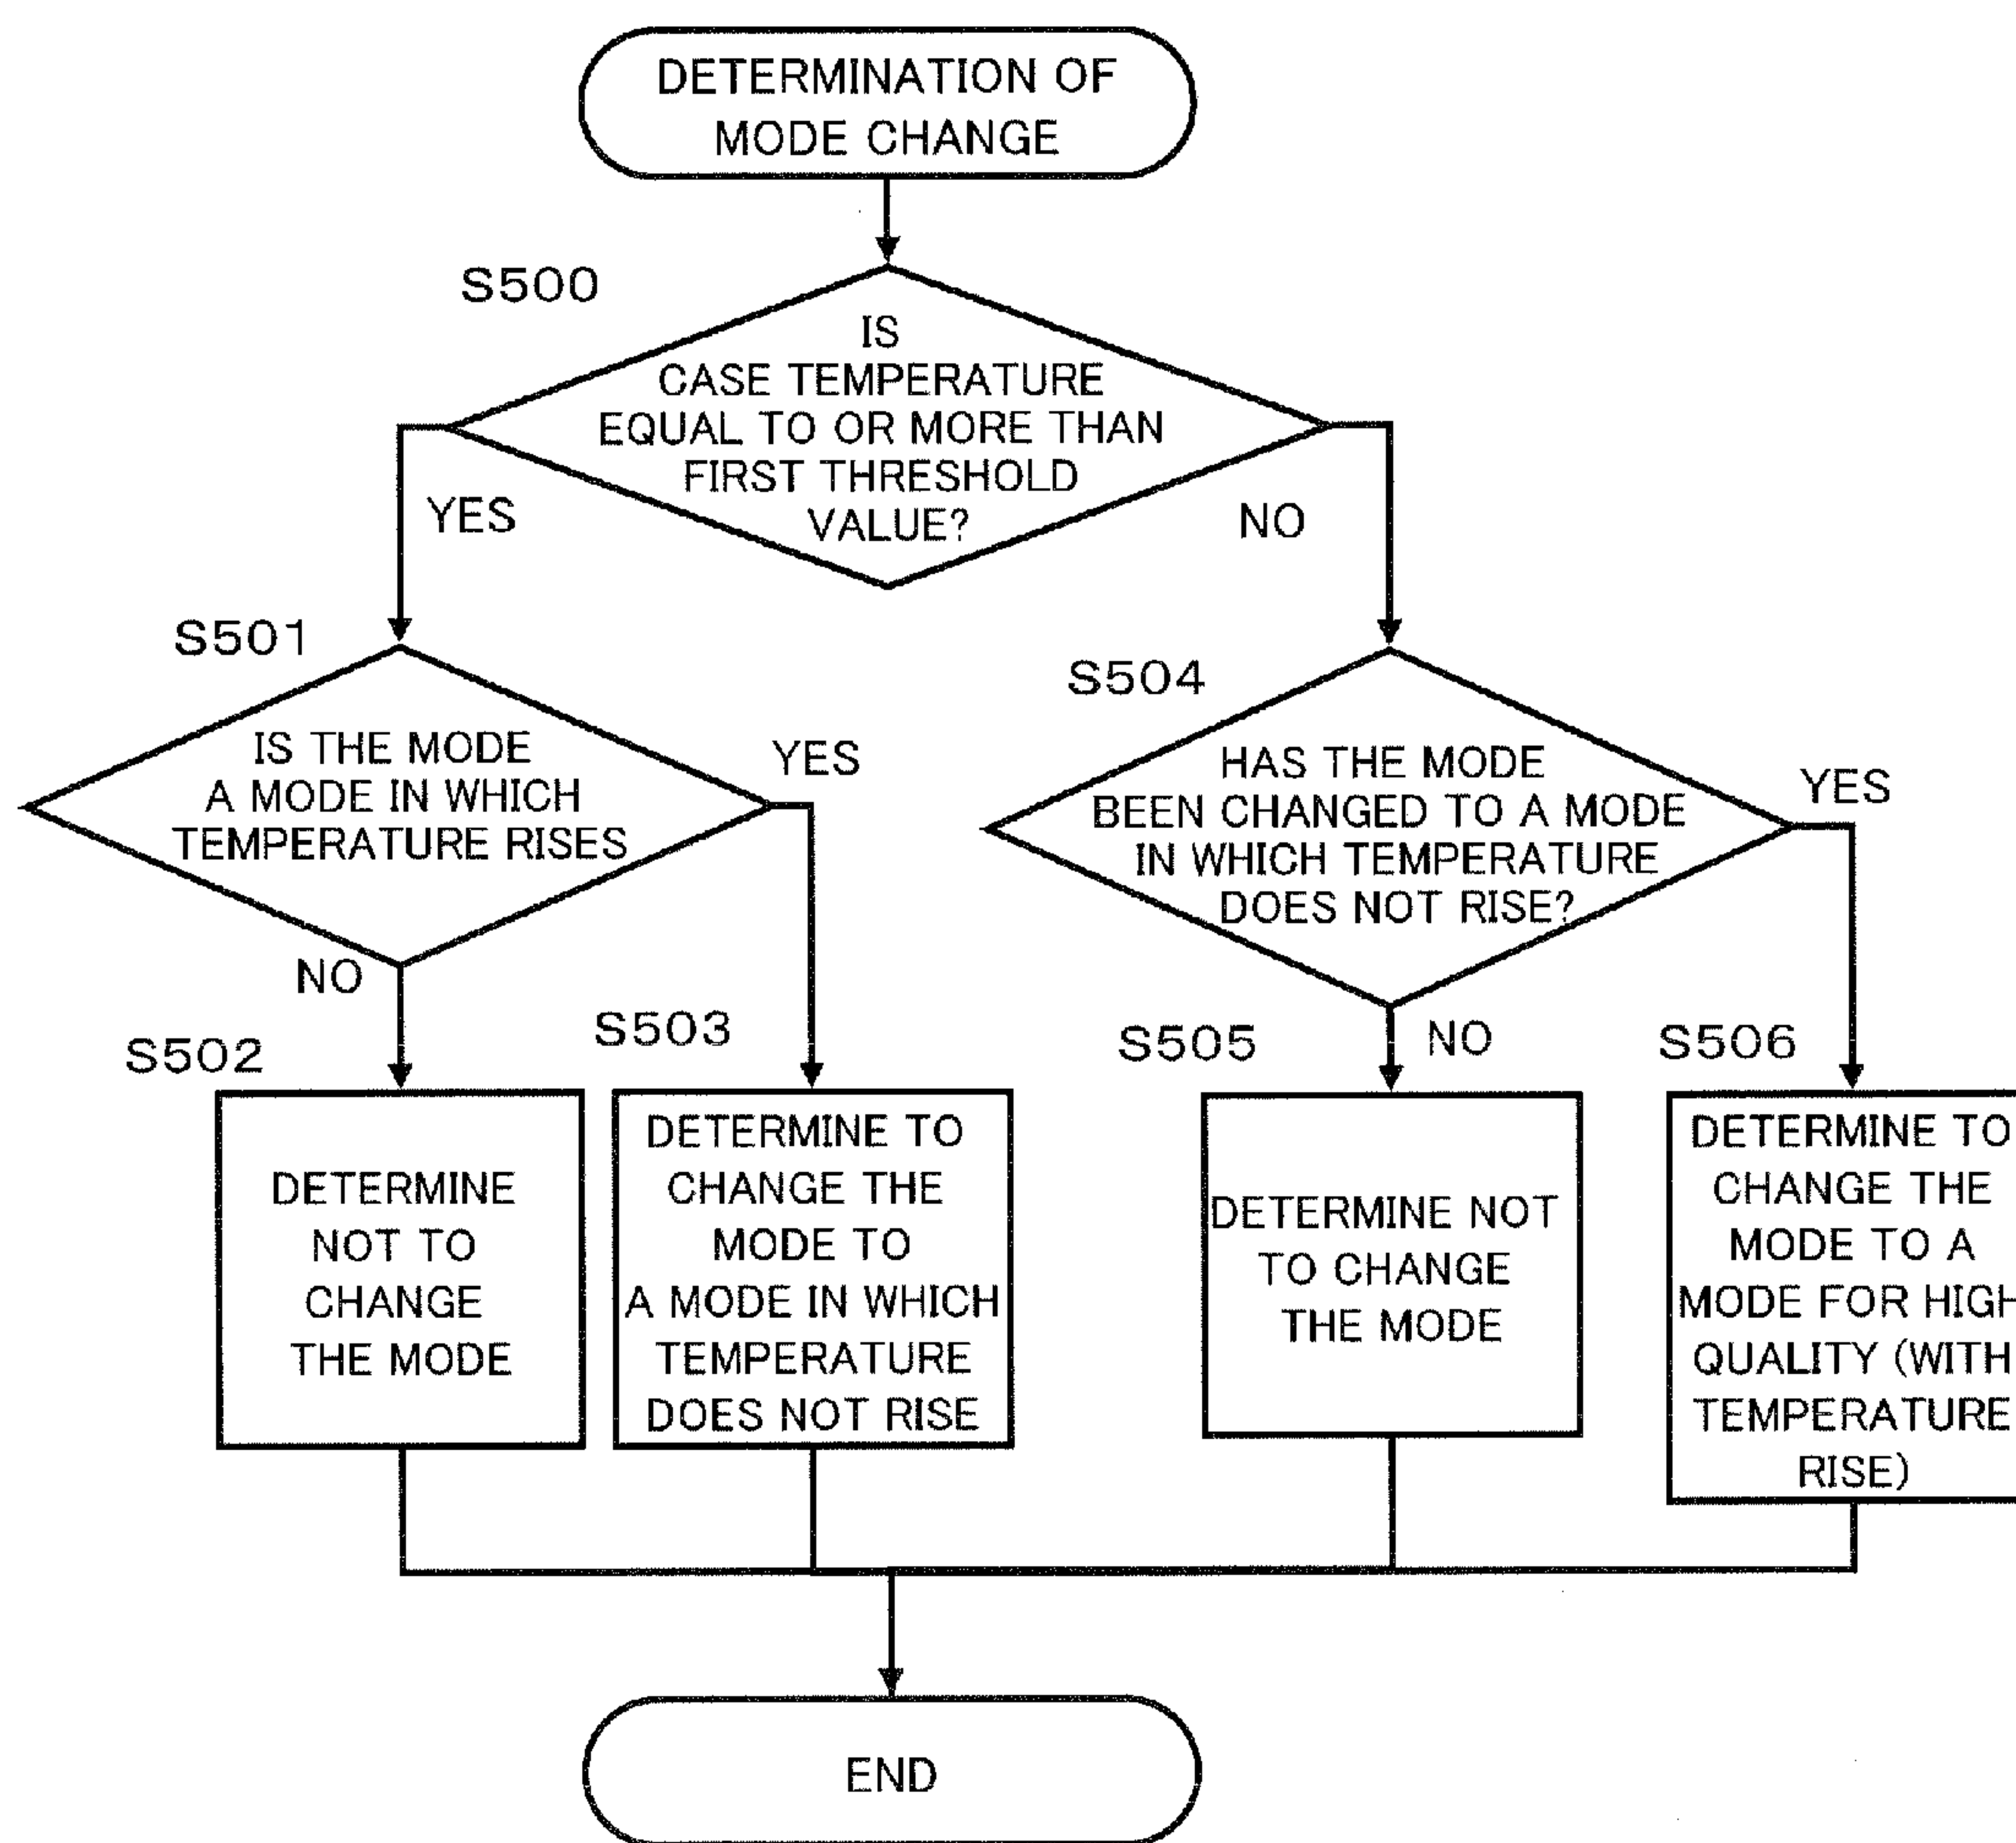 DETERMINATION OF
MODE CHANGE
S500
IS
CASE TEMPERATURE
EQUAL TO OR MORE THAN
FIRST THRESHOLD
VALUE?
YES
NO
S501
IS THE MODE
A MODE IN WHICH
TEMPERATURE RISES
YES
NO
S504
HAS THE MODE
BEEN CHANGED TO A MODE
IN WHICH TEMPERATURE
DOES NOT RISE?
YES
NO
S502
DETERMINE
NOT TO
CHANGE
THE MODE
S503
DETERMINE TO
CHANGE THE
MODE TO
A MODE IN WHICH
TEMPERATURE
DOES NOT RISE
S505
DETERMINE NOT
TO CHANGE
THE MODE
S506
DETERMINE TO
CHANGE THE
MODE TO A
MODE FOR HIGH
QUALITY (WITH
TEMPERATURE
RISE)
END